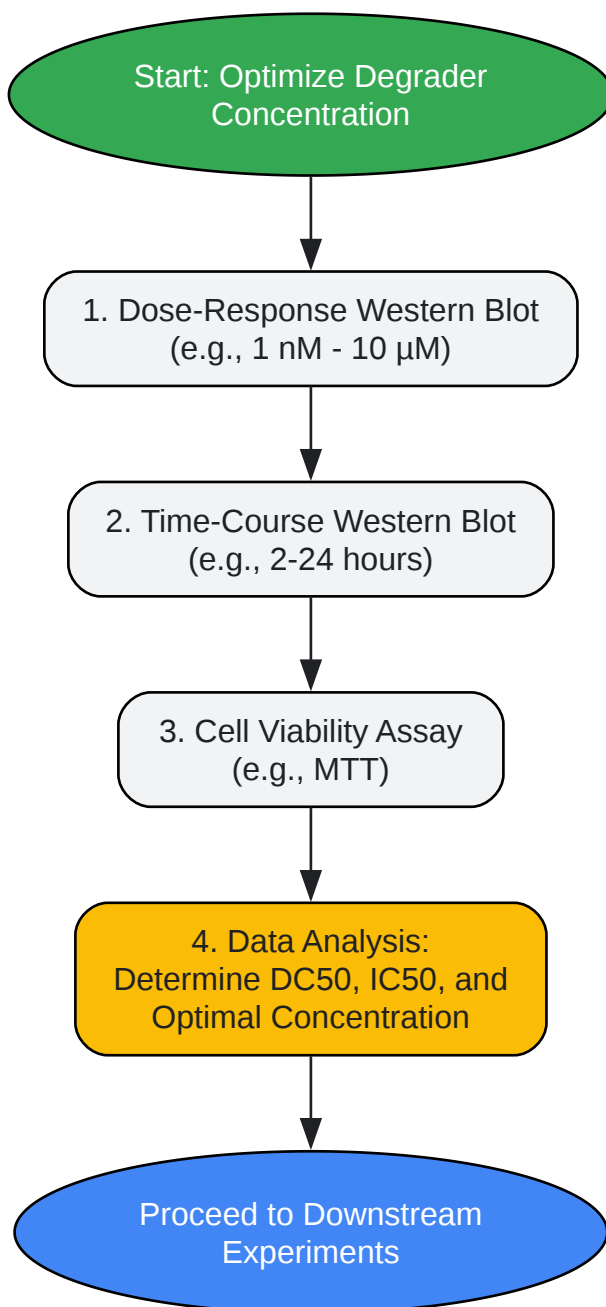 Start: Optimize Degrader
Concentration
1. Dose-Response Western Blot
(e.g., 1 nM - 10 µM)
2. Time-Course Western Blot
(e.g., 2-24 hours)
3. Cell Viability Assay
(e.g., MTT)
4. Data Analysis:
Determine DC50, IC50, and
Optimal Concentration
Proceed to Downstream
Experiments